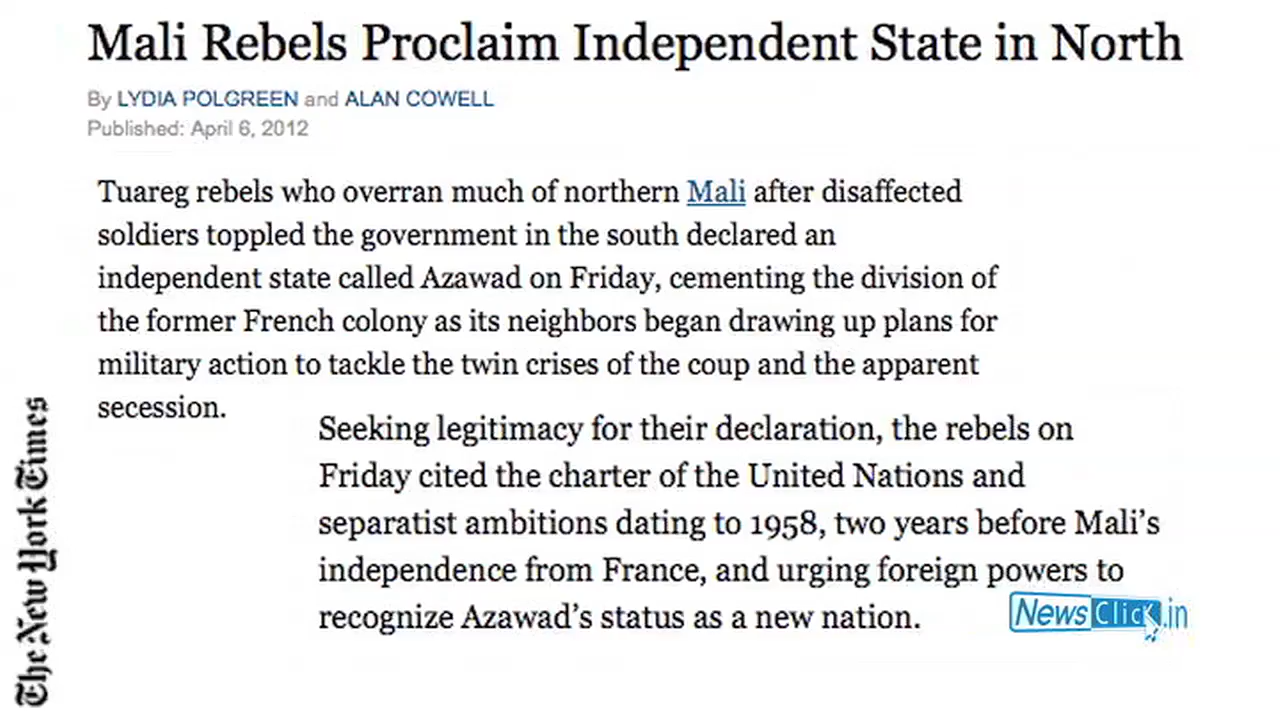 Mali Rebels Proclaim Independent State in North
By LYDIA POLGREEN and ALAN COWELL
Published: April 6, 2012
Tuareg rebels who overran much of northern Mali after disaffected
soldiers toppled the government in the south declared an
independent state called Azawad on Friday, cementing the division of
the former French colony as its neighbors began drawing up plans for
military action to tackle the twin crises of the coup and the apparent
secession.
Seeking legitimacy for their declaration, the rebels on
Friday cited the charter of the United Nations and
separatist ambitions dating to 1958, two years before Mali's
independence from France, and urging foreign powers to
recognize Azawad's status as a new nation.
The New York Times
NewsClick.in